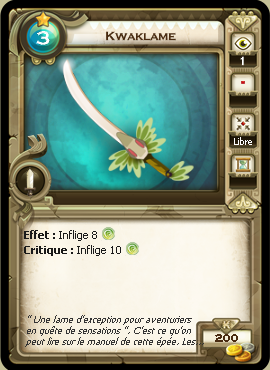 3
KWAKLAME
1
Libre
Effet : Inflige 8
Critique : Inflige 10
“ Une lame d'exception pour aventuriers
en quête de sensations ”. C'est ce qu'on
peut lire sur le manuel de cette épée. Les...
K
200